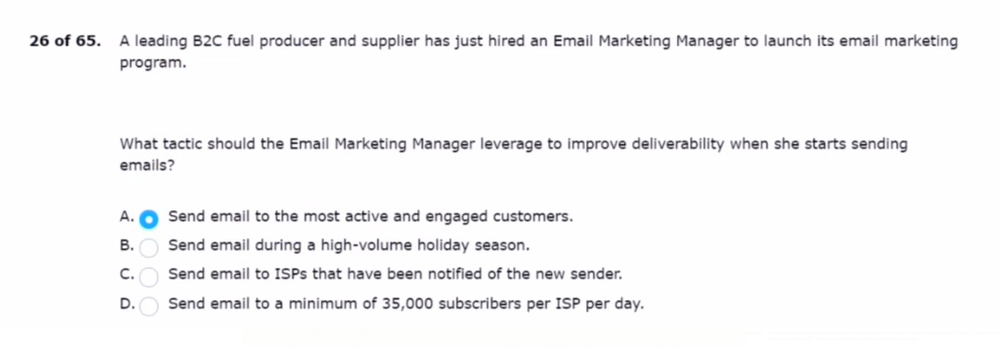 26 of 65. A leading B2C fuel producer and supplier has just hired an Email Marketing Manager to launch its email marketing
program.
What tactic should the Email Marketing Manager leverage to improve deliverability when she starts sending
emails?
A. Send email to the most active and engaged customers.
B. Send email during a high-volume holiday season.
C. Send email to ISPs that have been notified of the new sender.
D. Send email to a minimum of 35,000 subscribers per ISP per day.